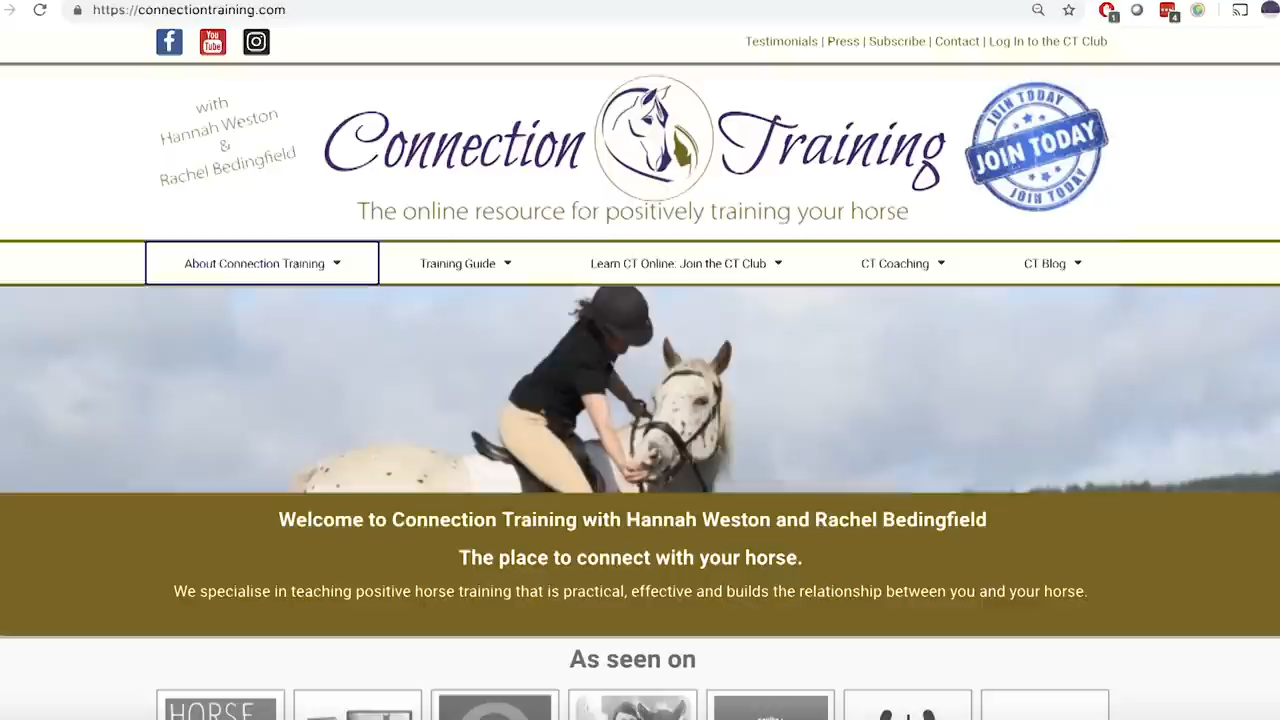 https://connectiontraining.com
1
4
You
Tube
Testimonials | Press | Subscribe | Contact | Log In to the CT Club
with
Hannah Weston
&
Rachel Bedingfield
Connection Training
The online resource for positively training your horse
JOIN TODAY
JOIN TODAY
JOIN TODAY
About Connection Training
Training Guide
Learn CT Online: Join the CT Club
CT Coaching
CT Blog
Welcome to Connection Training with Hannah Weston and Rachel Bedingfield
The place to connect with your horse.
We specialise in teaching positive horse training that is practical, effective and builds the relationship between you and your horse.
As seen on
HORSE